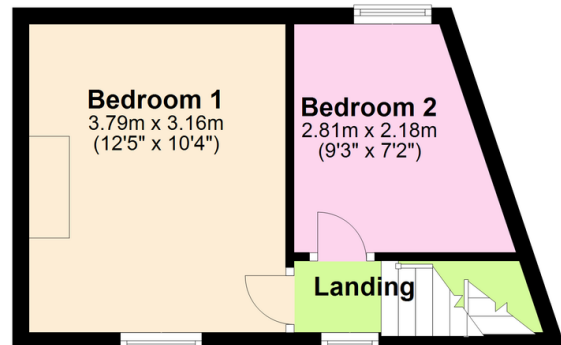 Bedroom 1
3.79m x 3.16m
(12'5" x 10'4")
Bedroom 2
2.81m x 2.18m
(9'3" x 7'2")
Landing